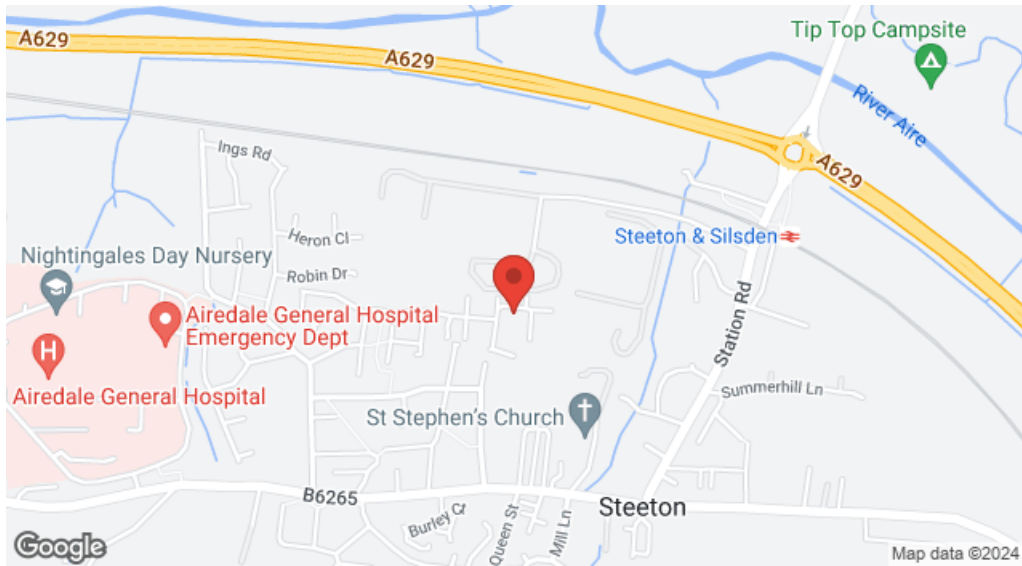 A629
A629
Tip Top Campsite
River Aire
A629
Ings Rd
Heron Cl
Steeton & Silsden
Nightingales Day Nursery
Robin Dr
Airedale General Hospital
Emergency Dept
H
Airedale General Hospital
Station Rd
Summerhill Ln
St Stephen's Church
B6265
Burley Ct
Queen St
Mill Ln
Steeton
Google
Map data ©2024